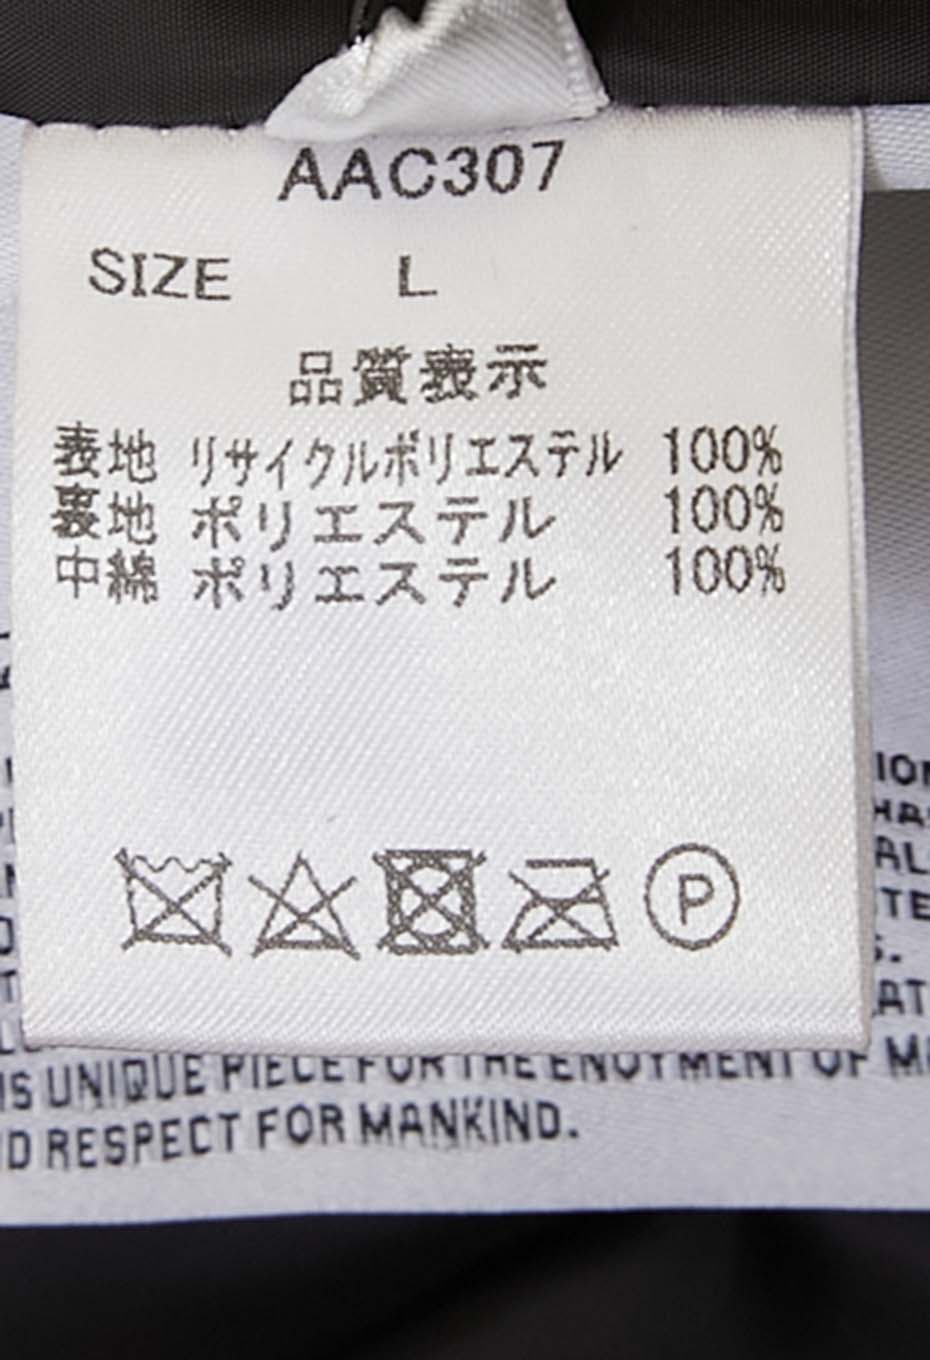 AAC307
SIZE L
品質表示
表地 リサイクルポリエステル 100%
裏地 ポリエステル 100%
中綿 ポリエステル 100%
P
UNIQUE PIECE FOR THE ENOYMENT OF
RESPECT FOR MANKIND.